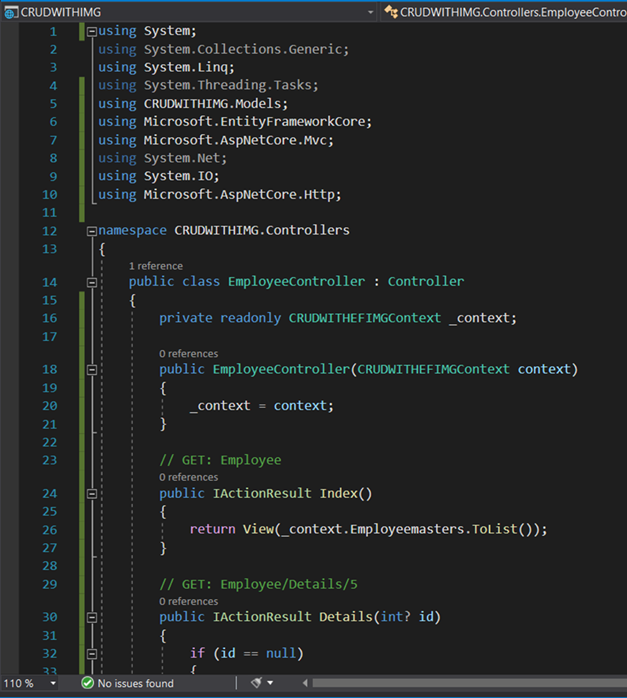 CRUDWITHIMG CRUDWITHIMG.Controllers.EmployeeContro
1 using System;
2 using System.Collections.Generic;
3 using System.Linq;
4 using System.Threading.Tasks;
5 using CRUDWITHIMG.Models;
6 using Microsoft.EntityFrameworkCore;
7 using Microsoft.AspNetCore.Mvc;
8 using System.Net;
9 using System.IO;
10 using Microsoft.AspNetCore.Http;
11
12 namespace CRUDWITHIMG.Controllers
13 {
1 reference
14 public class EmployeeController : Controller
15 {
16 private readonly CRUDWITHEFIMGContext _context;
17
0 references
18 public EmployeeController(CRUDWITHEFIMGContext context)
19 {
20 _context = context;
21 }
22
23 // GET: Employee
0 references
24 public IActionResult Index()
25 {
26 return View(_context.Employeemasters.ToList());
27 }
28
29 // GET: Employee/Details/5
0 references
30 public IActionResult Details(int? id)
31 {
32 if (id == null)
33 {
110 % No issues found